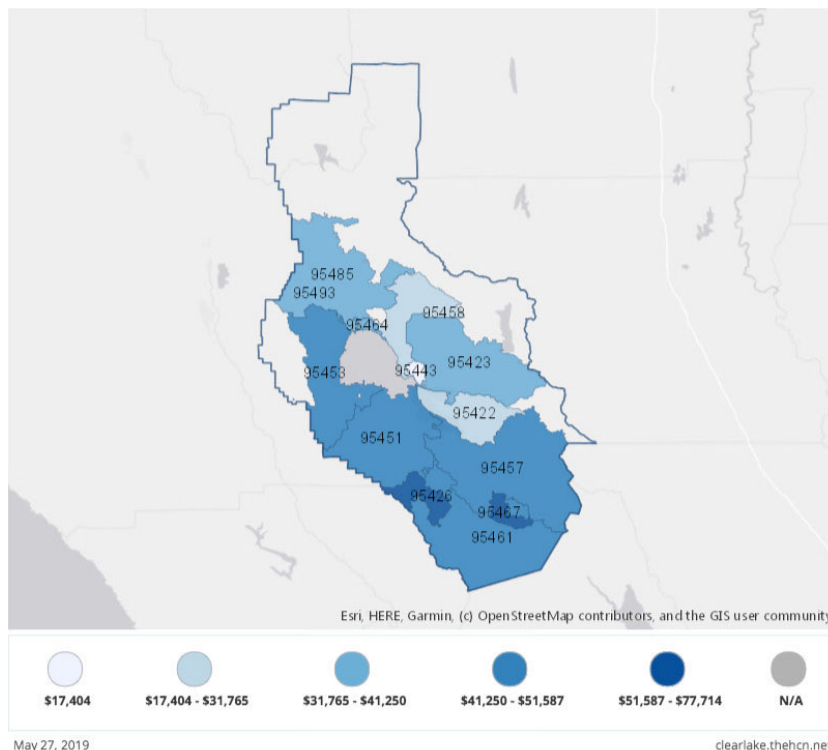 95485
95493
95458
95464
95423
95443
95453
95422
95451
95457
95426
95467
95461
Esri, HERE, Garmin, (c) OpenStreetMap contributors, and the GIS user community
$17,404
$17,404 - $31,765
$31,765 - $41,250
$41,250 - $51,587
$51,587 - $77,714
N/A
May 27, 2019
clearlake.thehcn.ne